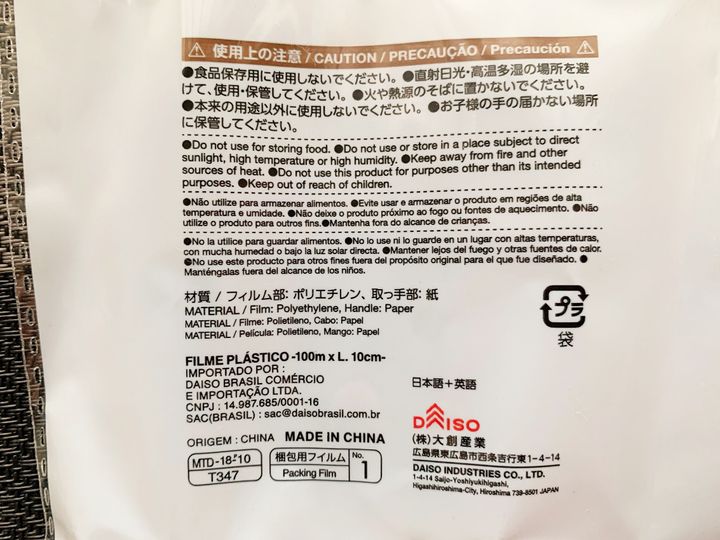 ⚠ 使用上の注意 / CAUTION / PRECAUÇÃO / Precaución ⚠
●食品保存用に使用しないでください。●直射日光・高温多湿の場所を避
けて、使用・保管してください。●火や熱源のそばに置かないでください。
●本来の用途以外に使用しないでください。●お子様の手の届かない場所
に保管してください。
●Do not use for storing food. ●Do not use or store in a place subject to direct
sunlight, high temperature or high humidity. ●Keep away from fire and other
sources of heat. ●Do not use this product for purposes other than its intended
purposes. ●Keep out of reach of children.
●Não utilize para armazenar alimentos. ●Evite usar e armazenar o produto em regiões de alta
temperatura e umidade. ●Não deixe o produto próximo ao fogo ou fontes de aquecimento. ●Não
utilize o produto para outros fins.●Mantenha fora do alcance de crianças.
●No la utilice para guardar alimentos. ●No lo use ni lo guarde en un lugar con altas temperaturas,
con mucha humedad o bajo la luz solar directa. ●Mantener lejos del fuego y otras fuentes de calor.
●No use este producto para otros fines fuera del propósito original para el que fue diseñado. ●
Manténgalas fuera del alcance de los niños.
材質 / フィルム部：ポリエチレン、取っ手部：紙
MATERIAL / Film: Polyethylene, Handle: Paper
MATERIAL / Filme: Polietileno, Cabo: Papel
MATERIAL / Película: Polietileno, Mango: Papel
プラ
袋
FILME PLÁSTICO -100m x L. 10cm-
IMPORTADO POR :
DAISO BRASIL COMÉRCIO
E IMPORTAÇÃO LTDA.
CNPJ : 14.987.685/0001-16
SAC(BRASIL) : sac@daisobrasil.com.br
ORIGEM : CHINA MADE IN CHINA
MTD-18-10
T347
梱包用フィルム
Packing Film
No.
1
日本語＋英語
DAISO
(株)大創産業
広島県東広島市西条吉行東1-4-14
DAISO INDUSTRIES CO., LTD.
1-4-14 Saijo-Yoshiyukihigashi,
Higashihiroshima-City, Hiroshima 739-8501 JAPAN